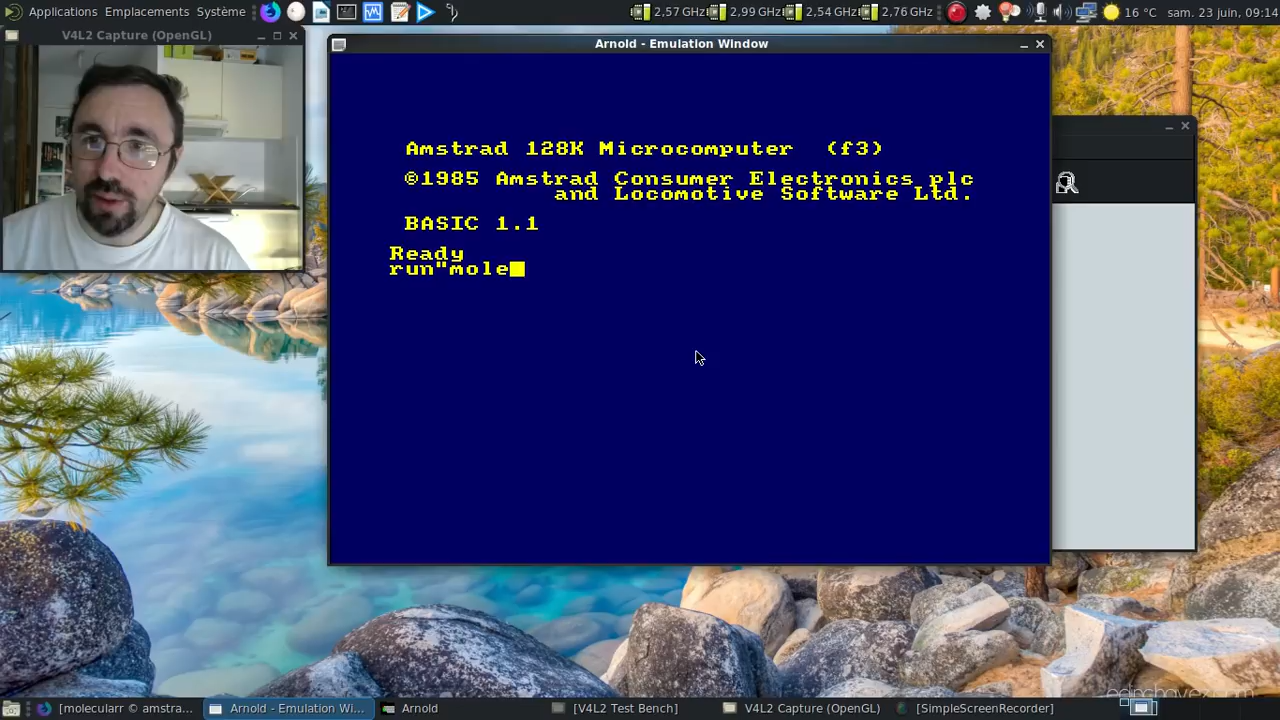 Applications Emplacements Système
2,57 GHz 2,99 GHz 2,54 GHz 2,76 GHz
16 °C sam. 23 juin, 09:14
V4L2 Capture (OpenGL)
Arnold - Emulation Window
Amstrad 128K Microcomputer (f3)
©1985 Amstrad Consumer Electronics plc
and Locomotive Software Ltd.
BASIC 1.1
Ready
run"mole
[molecularr © amstra...
Arnold - Emulation Wi...
Arnold
[V4L2 Test Bench]
V4L2 Capture (OpenGL)
[SimpleScreenRecorder]